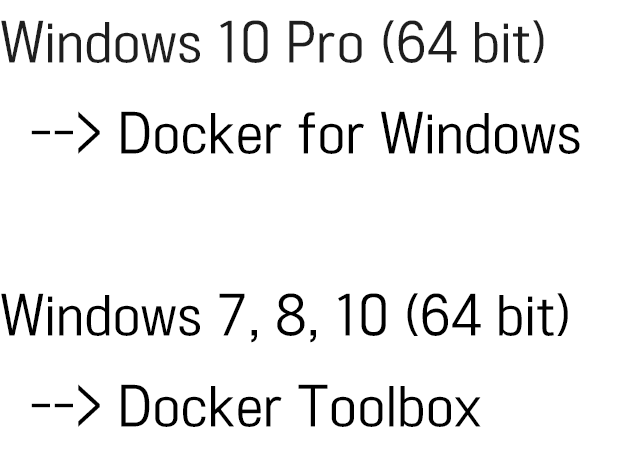 Windows 10 Pro (64 bit)
--> Docker for Windows
Windows 7, 8, 10 (64 bit)
--> Docker Toolbox